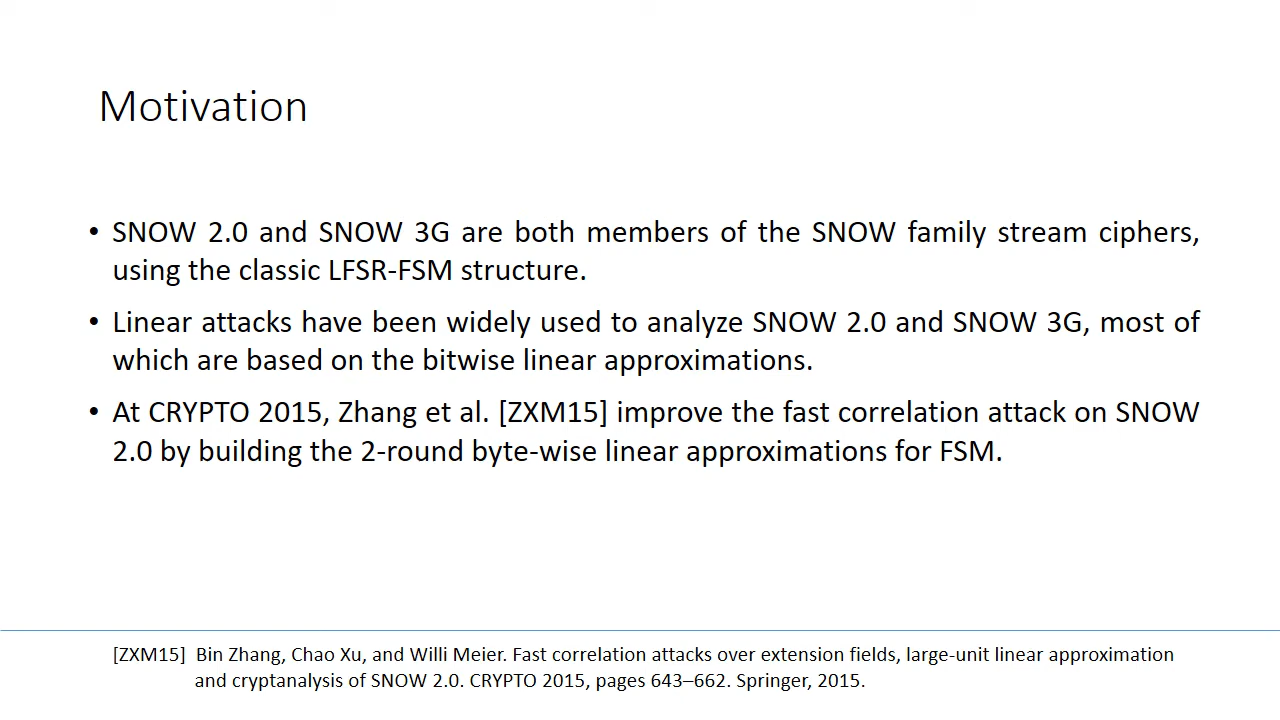 Motivation
• SNOW 2.0 and SNOW 3G are both members of the SNOW family stream ciphers,
using the classic LFSR-FSM structure.
• Linear attacks have been widely used to analyze SNOW 2.0 and SNOW 3G, most of
which are based on the bitwise linear approximations.
• At CRYPTO 2015, Zhang et al. [ZXM15] improve the fast correlation attack on SNOW
2.0 by building the 2-round byte-wise linear approximations for FSM.
[ZXM15] Bin Zhang, Chao Xu, and Willi Meier. Fast correlation attacks over extension fields, large-unit linear approximation
and cryptanalysis of SNOW 2.0. CRYPTO 2015, pages 643–662. Springer, 2015.